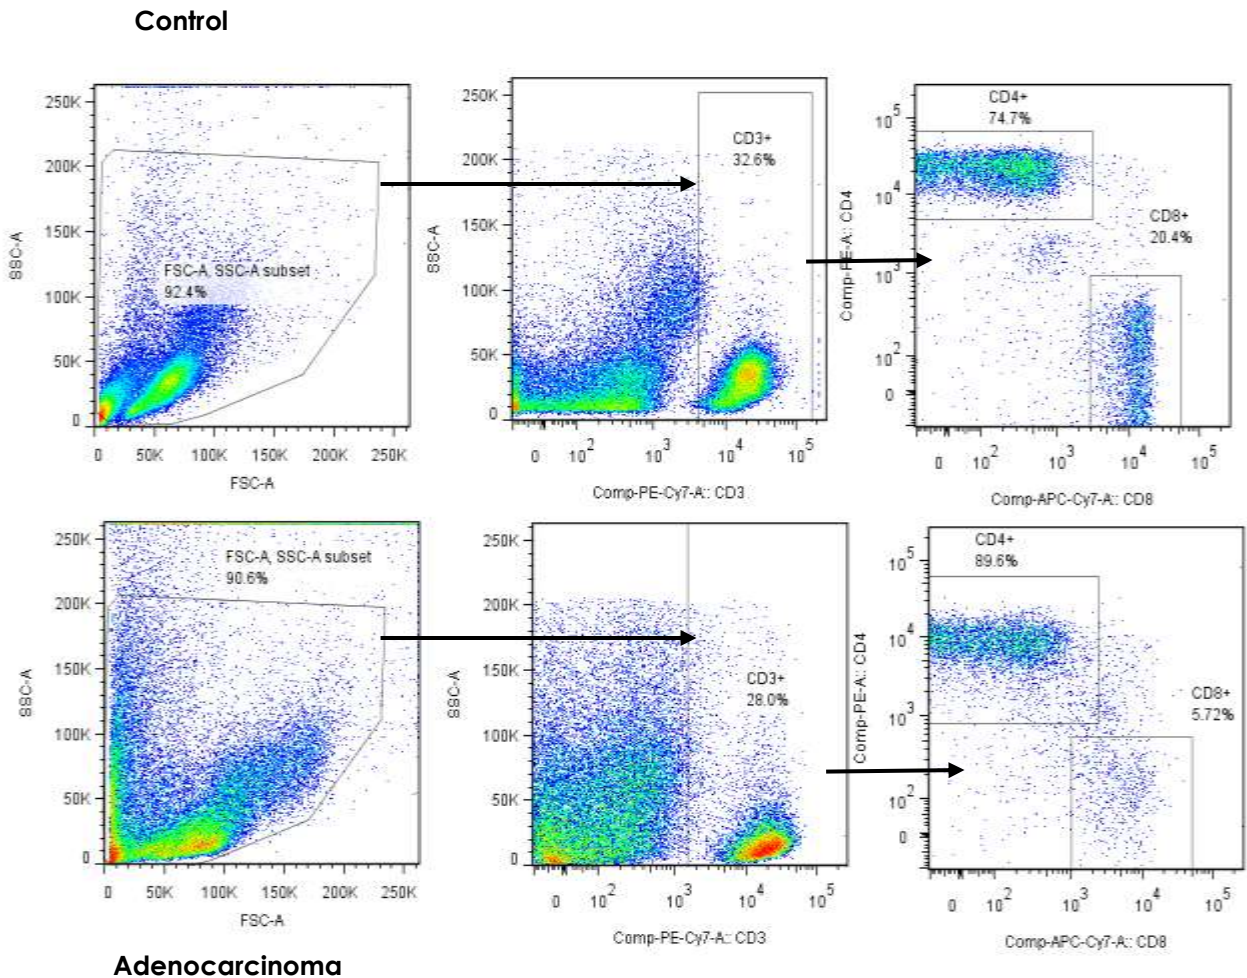 Control
250K
200K
150K
100K
50K
0
SSC-A
FSC-A, SSC-A subset
92.4%
0 50K 100K 150K 200K 250K
FSC-A
250K
200K
150K
100K
50K
0
SSC-A
CD3+
32.6%
0 10^2 10^3 10^4 10^5
Comp-PE-Cy7-A:: CD3
10^5
10^4
10^3
10^2
0
Comp-PE-A:: CD4
CD4+
74.7%
CD8+
20.4%
0 10^2 10^3 10^4 10^5
Comp-APC-Cy7-A:: CD8
250K
200K
150K
100K
50K
0
SSC-A
FSC-A, SSC-A subset
90.6%
0 50K 100K 150K 200K 250K
FSC-A
250K
200K
150K
100K
50K
0
SSC-A
CD3+
28.0%
0 10^2 10^3 10^4 10^5
Comp-PE-Cy7-A:: CD3
10^5
10^4
10^3
10^2
0
Comp-PE-A:: CD4
CD4+
89.6%
CD8+
5.72%
0 10^2 10^3 10^4 10^5
Comp-APC-Cy7-A:: CD8
Adenocarcinoma